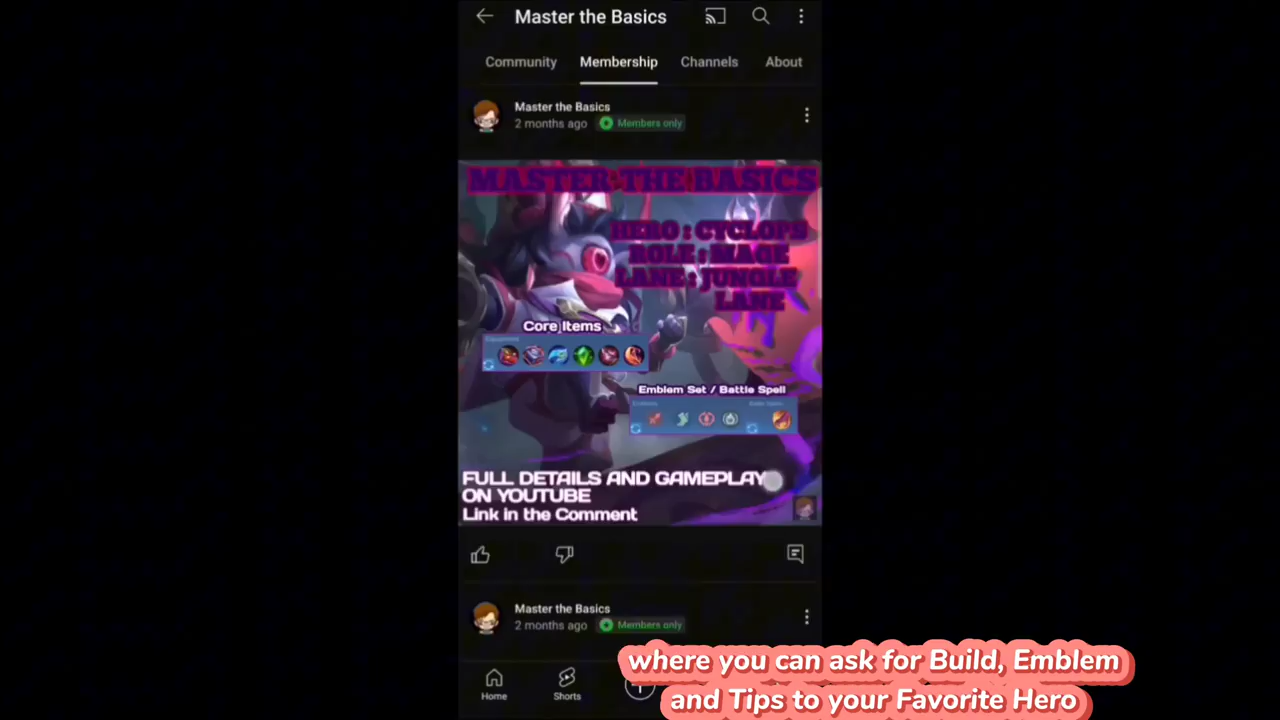 Master the Basics
Community Membership Channels About
Master the Basics
2 months ago Members only
MASTER THE BASICS
HERO : CYCLOPS
ROLE : MAGE
LANE : JUNGLE
LANE
Core Items
Equipment
Emblem Set / Battle Spell
FULL DETAILS AND GAMEPLAY
ON YOUTUBE
Link in the Comment
Master the Basics
2 months ago Members only
where you can ask for Build, Emblem
and Tips to your Favorite Hero
Home Shorts